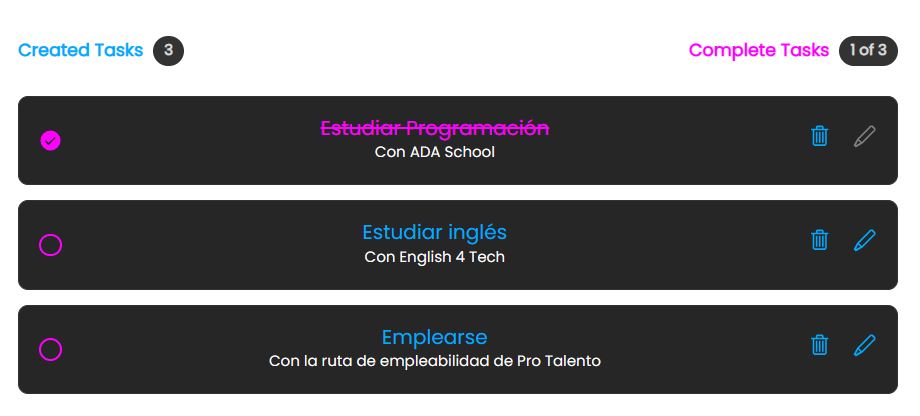 Created Tasks 3
Complete Tasks 1 of 3
Estudiar Programación
Con ADA School
Estudiar inglés
Con English 4 Tech
Emplearse
Con la ruta de empleabilidad de Pro Talento